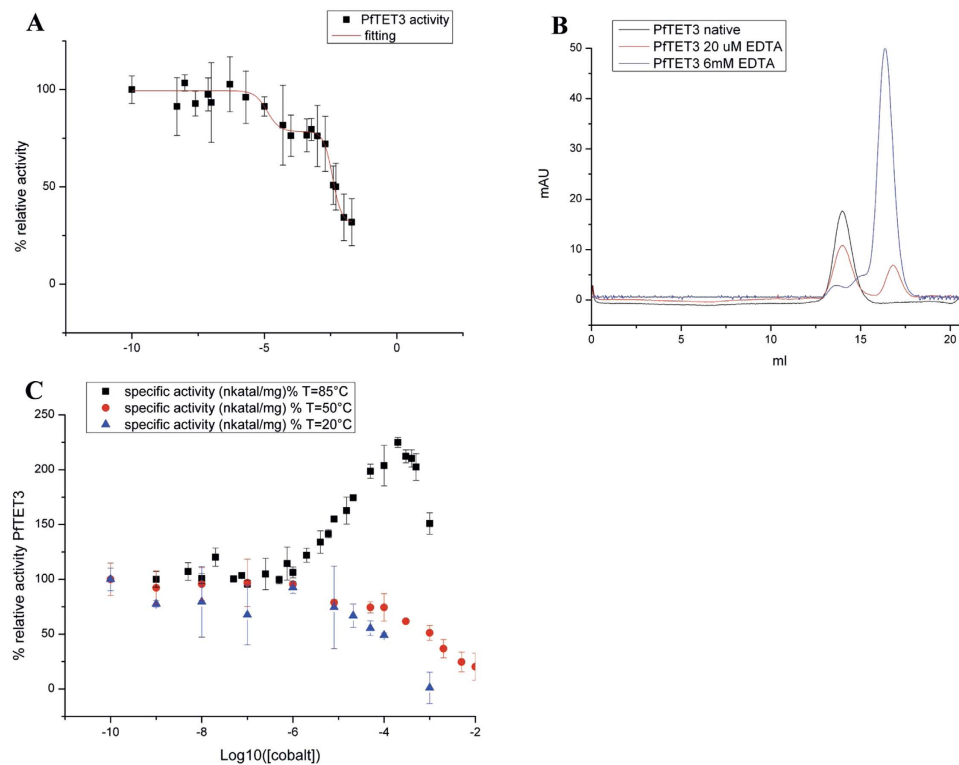 A
PfTET3 activity
fitting
% relative activity
100
50
0
-10
-5
0
B
PfTET3 native
PfTET3 20 uM EDTA
PfTET3 6mM EDTA
mAU
50
40
30
20
10
0
0
5
10
15
20
ml
C
specific activity (nkatal/mg)% T=85°C
specific activity (nkatal/mg) % T=50°C
specific activity (nkatal/mg) % T=20°C
% relative activity PfTET3
250
200
150
100
50
0
-10
-8
-6
-4
-2
Log10([cobalt])